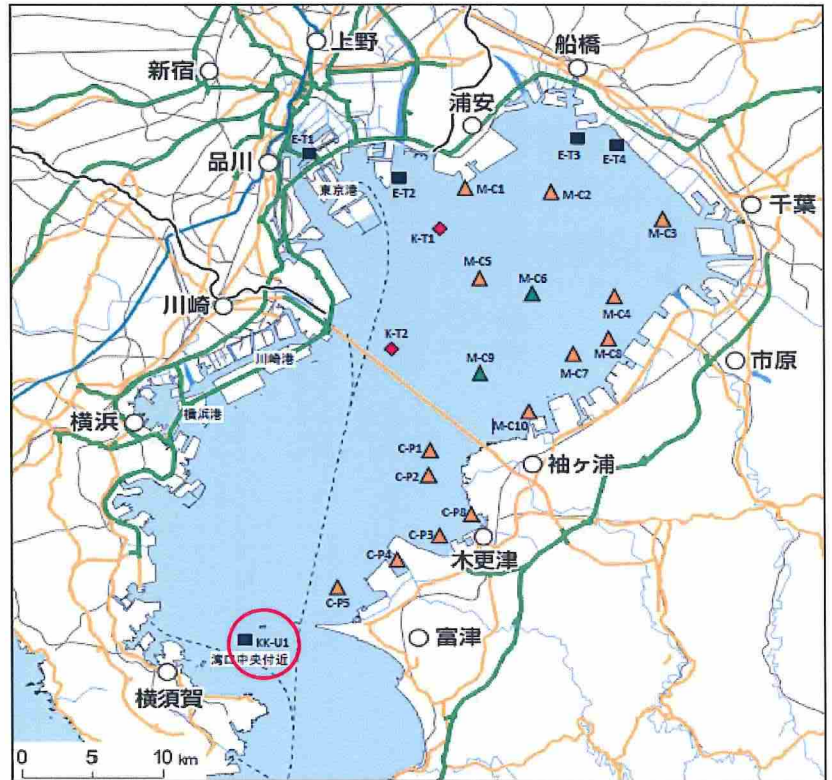 上野
船橋
新宿
浦安
E-T1
E-T3
E-T4
品川
E-T2
東京港
M-C1
M-C2
千葉
M-C3
K-T1
M-C5
M-C6
川崎
M-C4
K-T2
川崎港
M-C8
M-C7
市原
M-C9
横浜港
横浜
M-C10
C-P1
袖ヶ浦
C-P2
C-P8
C-P3
木更津
C-P4
C-P5
KK-U1
富津
湾口中央付近
横須賀
0 5 10 km